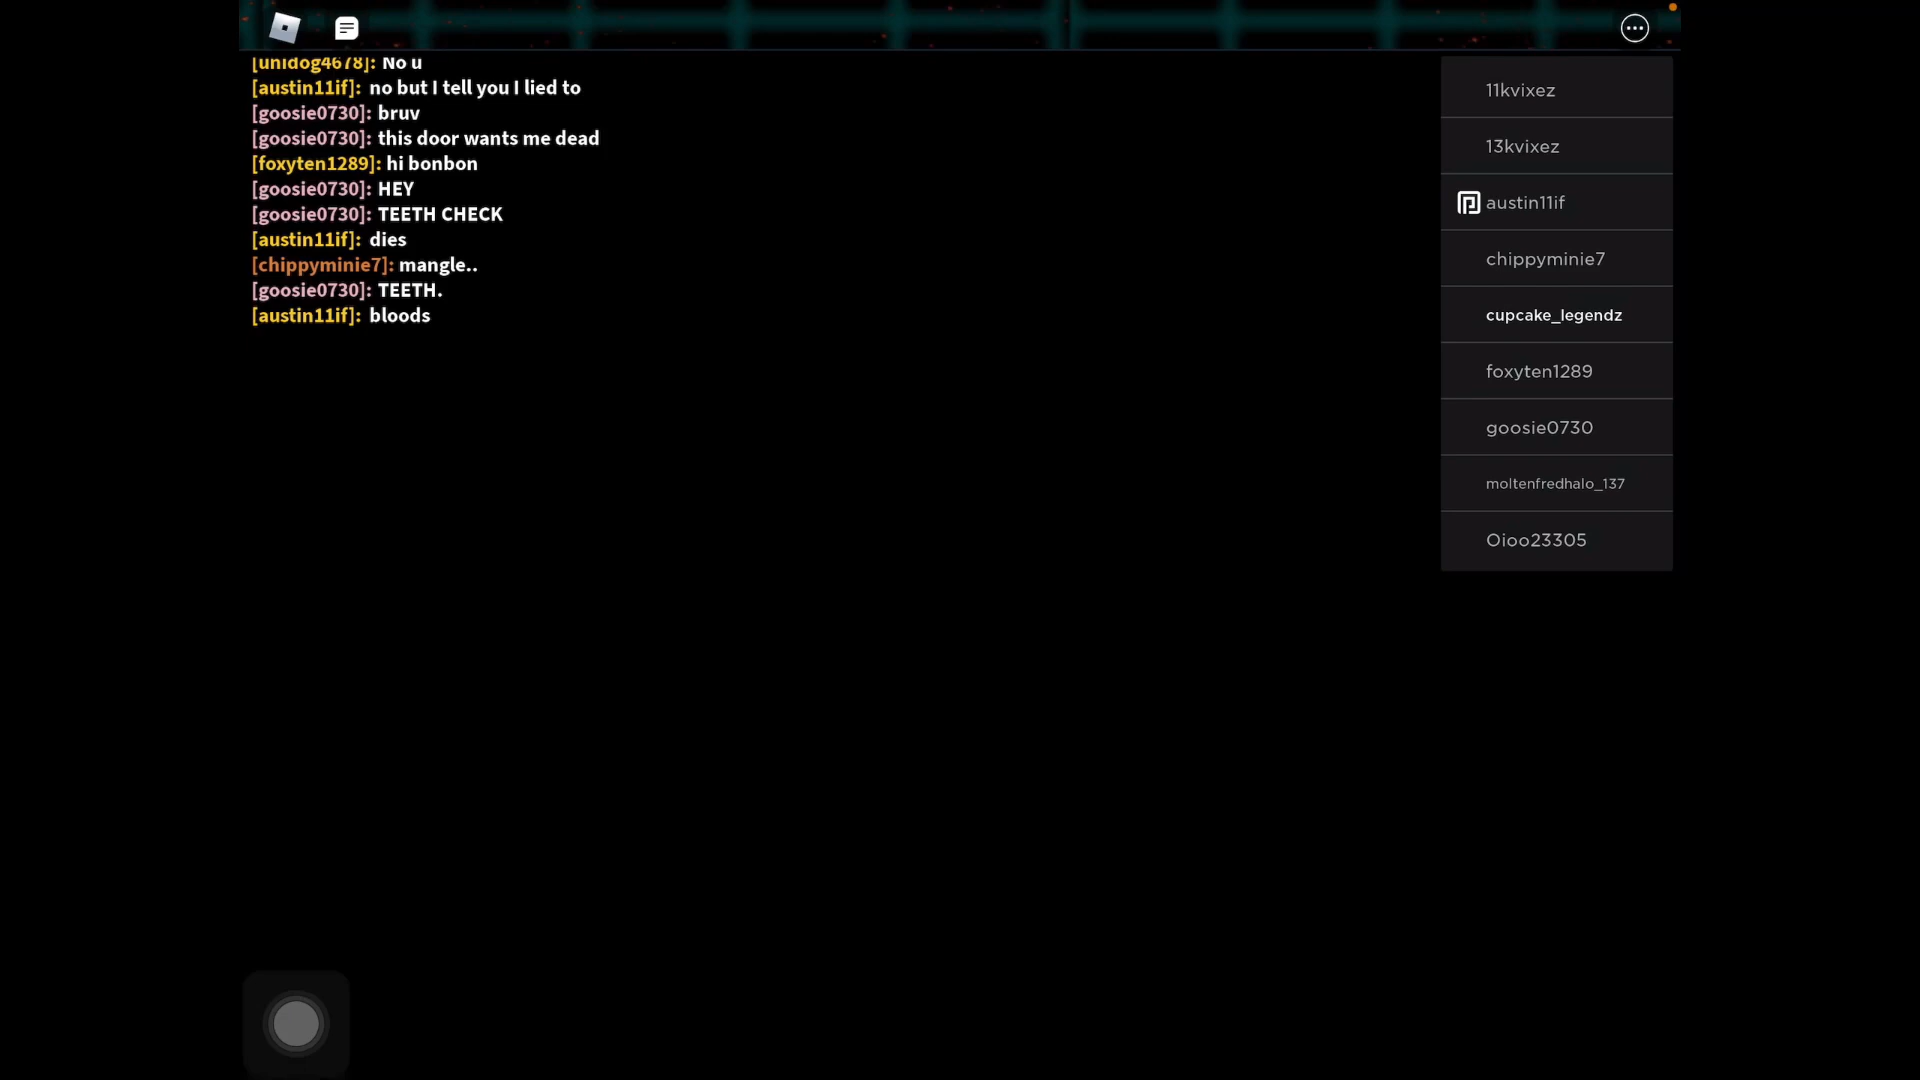 [unidog4678]: No u
[austin11if]: no but I tell you I lied to
[goosie0730]: bruv
[goosie0730]: this door wants me dead
[foxyten1289]: hi bonbon
[goosie0730]: HEY
[goosie0730]: TEETH CHECK
[austin11if]: dies
[chippyminie7]: mangle..
[goosie0730]: TEETH.
[austin11if]: bloods
11kvixez
13kvixez
austin11if
chippyminie7
cupcake_legendz
foxyten1289
goosie0730
moltenfredhalo_137
Oioo23305